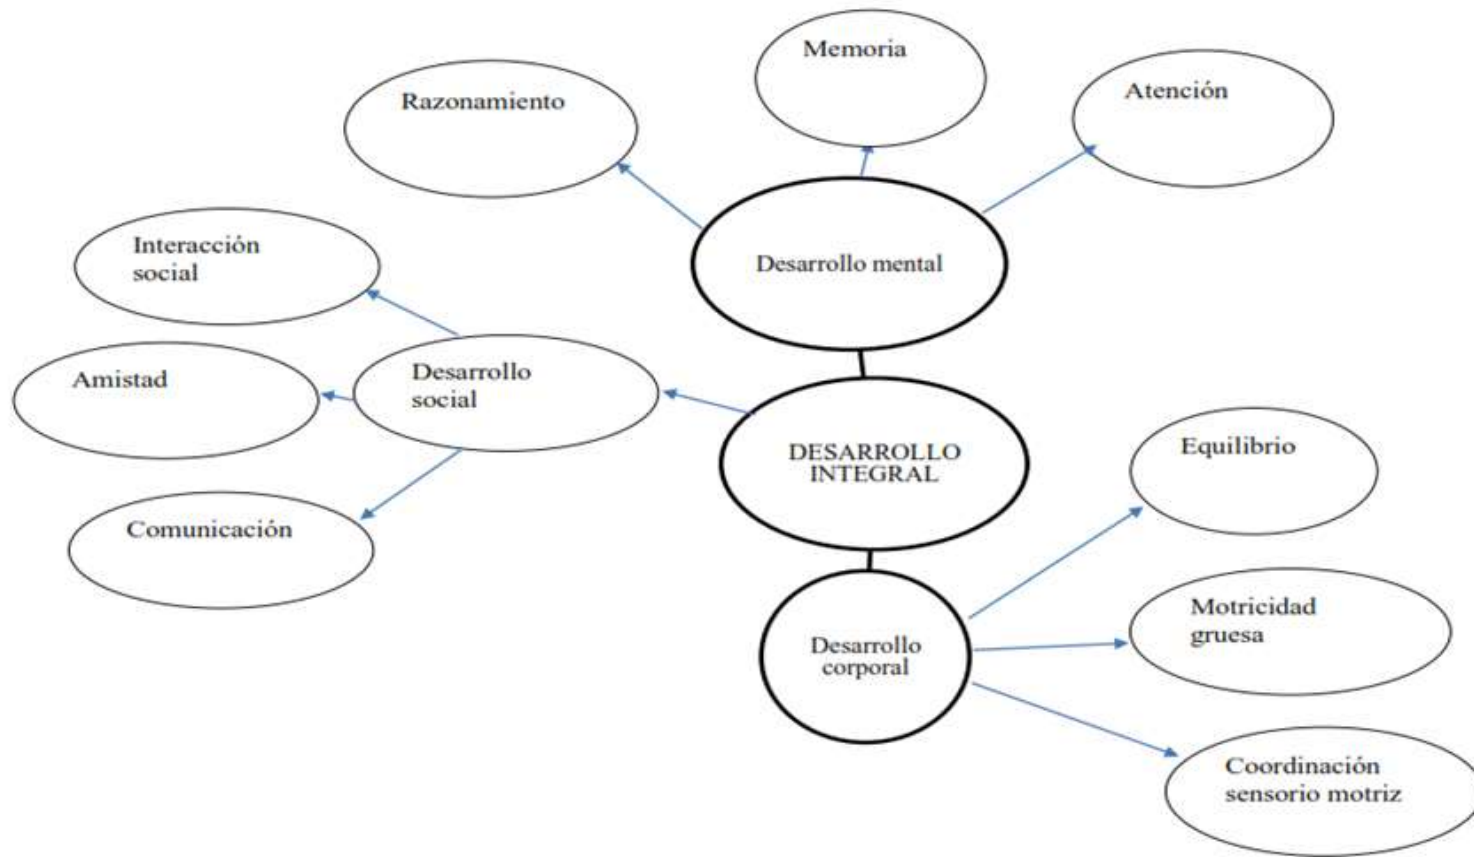 Memoria
Atención
Razonamiento
Interacción
social
Desarrollo mental
Amistad
Desarrollo
social
Equilibrio
DESARROLLO
INTEGRAL
Comunicación
Motricidad
gruesa
Desarrollo
corporal
Coordinación
sensorio motriz